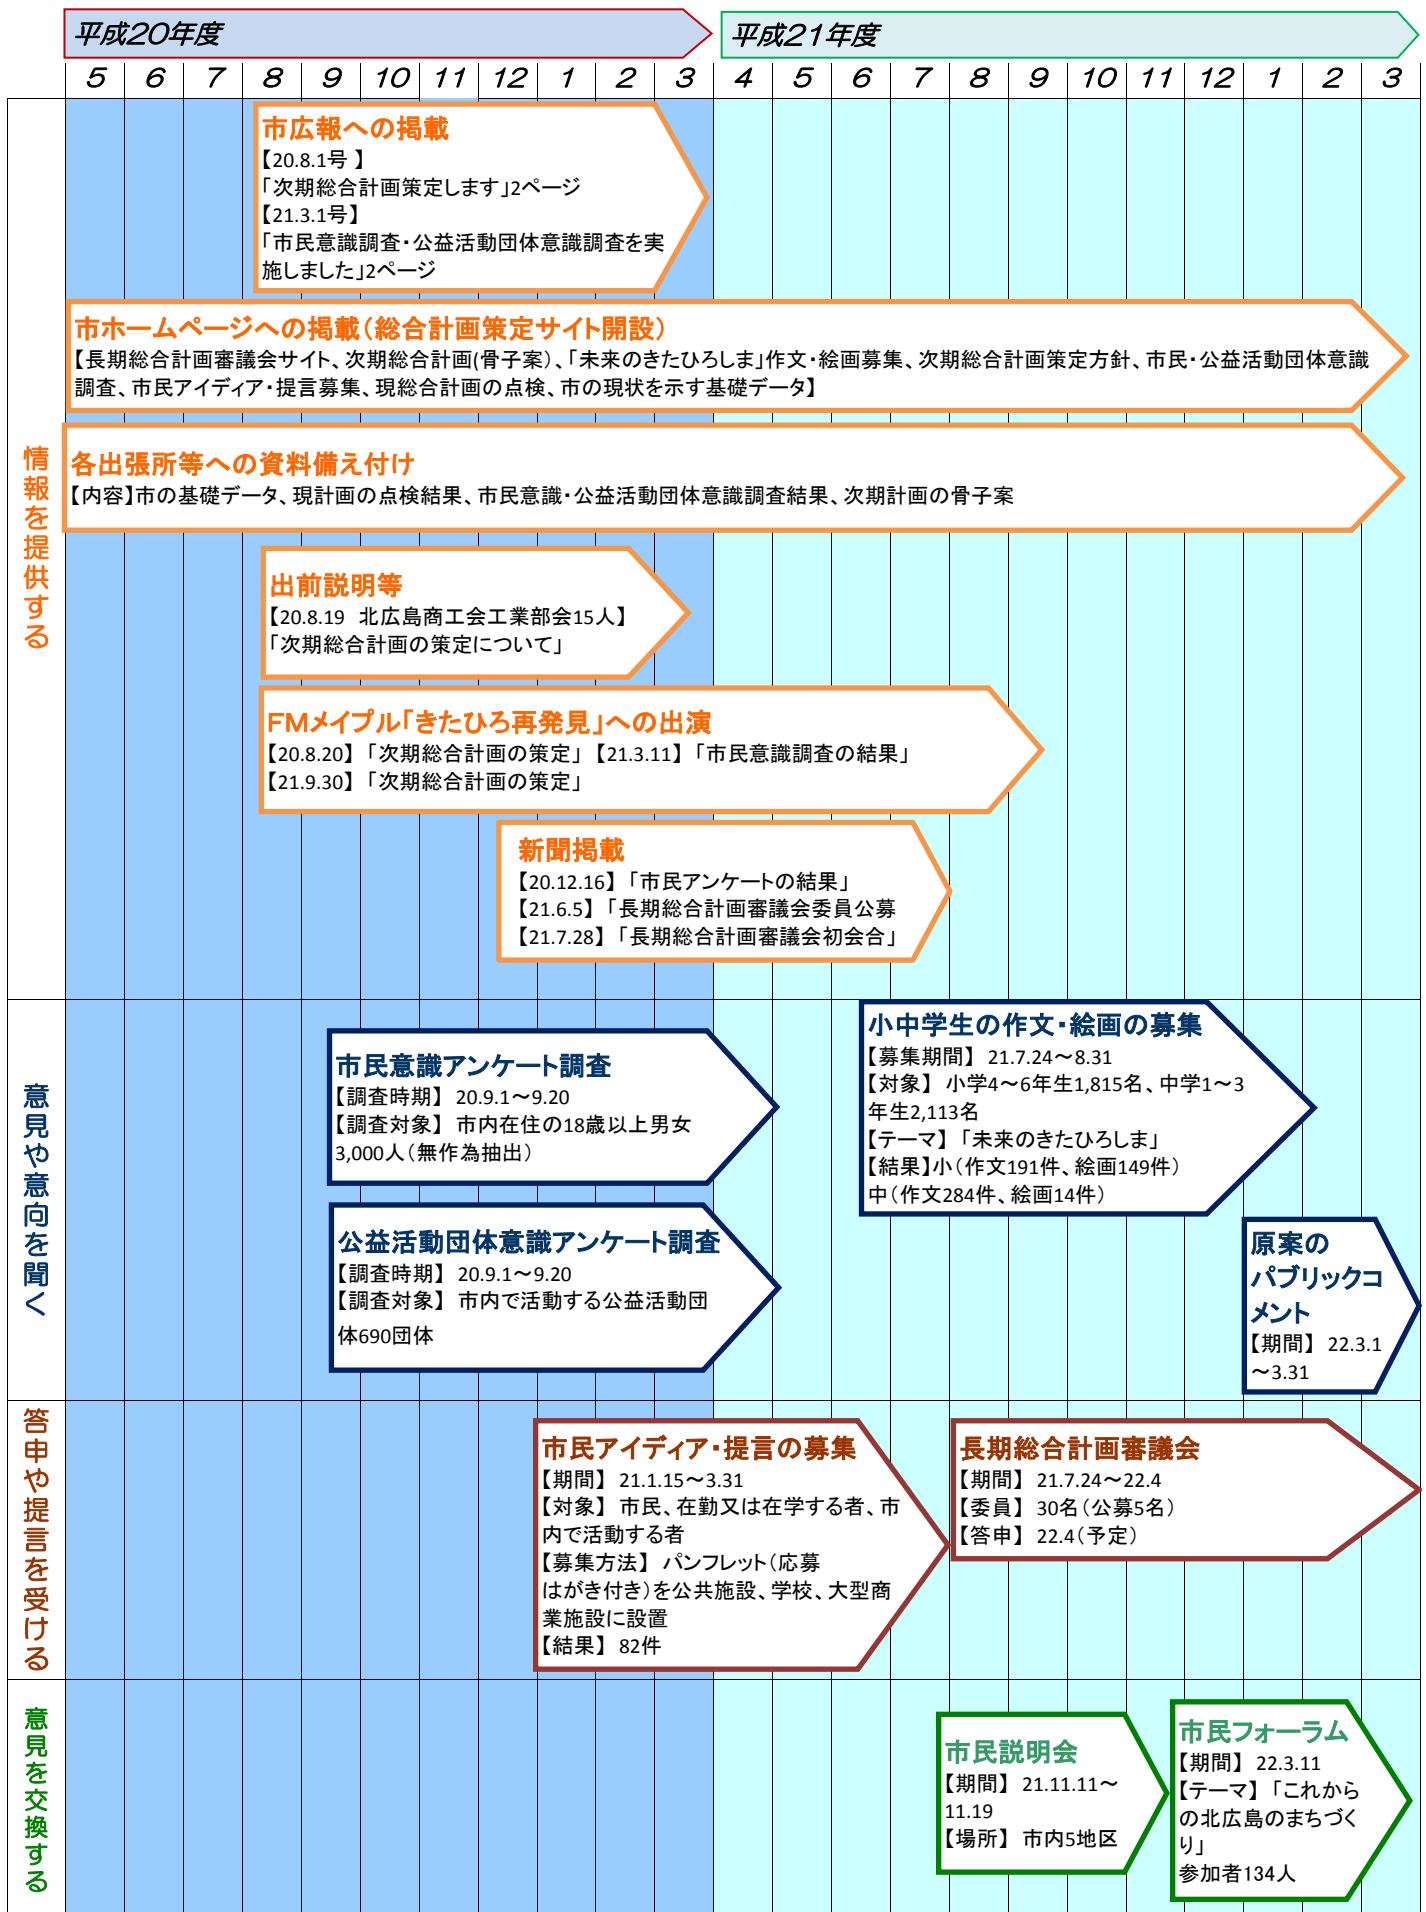 平成20年度
平成21年度
5 6 7 8 9 10 11 12 1 2 3 4 5 6 7 8 9 10 11 12 1 2 3
情報を提供する
市広報への掲載
【20.8.1号 】
「次期総合計画策定します」2ページ
【21.3.1号】
「市民意識調査・公益活動団体意識調査を実
施しました」2ページ
市ホームページへの掲載（総合計画策定サイト開設）
【長期総合計画審議会サイト、次期総合計画(骨子案）、「未来のきたひろしま」作文・絵画募集、次期総合計画策定方針、市民・公益活動団体意識
調査、市民アイディア・提言募集、現総合計画の点検、市の現状を示す基礎データ】
各出張所等への資料備え付け
【内容】市の基礎データ、現計画の点検結果、市民意識・公益活動団体意識調査結果、次期計画の骨子案
出前説明等
【20.8.19 北広島商工会工業部会15人】
「次期総合計画の策定について」
FMメイプル「きたひろ再発見」への出演
【20.8.20】「次期総合計画の策定」【21.3.11】「市民意識調査の結果」
【21.9.30】「次期総合計画の策定」
新聞掲載
【20.12.16】「市民アンケートの結果」
【21.6.5】「長期総合計画審議会委員公募
【21.7.28】「長期総合計画審議会初会合」
意見や意向を聞く
市民意識アンケート調査
【調査時期】 20.9.1～9.20
【調査対象】 市内在住の18歳以上男女
3,000人（無作為抽出）
公益活動団体意識アンケート調査
【調査時期】 20.9.1～9.20
【調査対象】 市内で活動する公益活動団
体690団体
小中学生の作文・絵画の募集
【募集期間】 21.7.24～8.31
【対象】 小学4～6年生1,815名、中学1～3
年生2,113名
【テーマ】「未来のきたひろしま」
【結果】小（作文191件、絵画149件）
中（作文284件、絵画14件）
原案の
パブリックコ
メント
【期間】 22.3.1
～3.31
答申や提言を受ける
市民アイディア・提言の募集
【期間】 21.1.15～3.31
【対象】 市民、在勤又は在学する者、市
内で活動する者
【募集方法】 パンフレット（応募
はがき付き）を公共施設、学校、大型商
業施設に設置
【結果】 82件
長期総合計画審議会
【期間】 21.7.24～22.4
【委員】 30名（公募5名）
【答申】 22.4（予定）
意見を交換する
市民説明会
【期間】 21.11.11～
11.19
【場所】 市内5地区
市民フォーラム
【期間】 22.3.11
【テーマ】「これから
の北広島のまちづく
り」
参加者134人